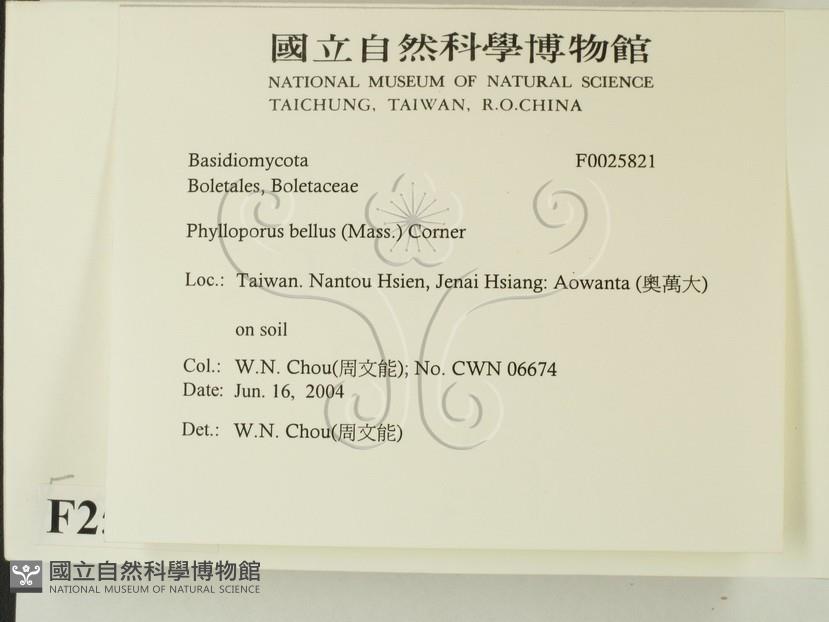 國立自然科學博物館
NATIONAL MUSEUM OF NATURAL SCIENCE
TAICHUNG, TAIWAN, R.O.CHINA
Basidiomycota F0025821
Boletales, Boletaceae
Phylloporus bellus (Mass.) Corner
Loc.: Taiwan. Nantou Hsien, Jenai Hsiang: Aowanta (奧萬大)
on soil
Col.: W.N. Chou(周文能); No. CWN 06674
Date: Jun. 16, 2004
Det.: W.N. Chou(周文能)
國立自然科學博物館
NATIONAL MUSEUM OF NATURAL SCIENCE